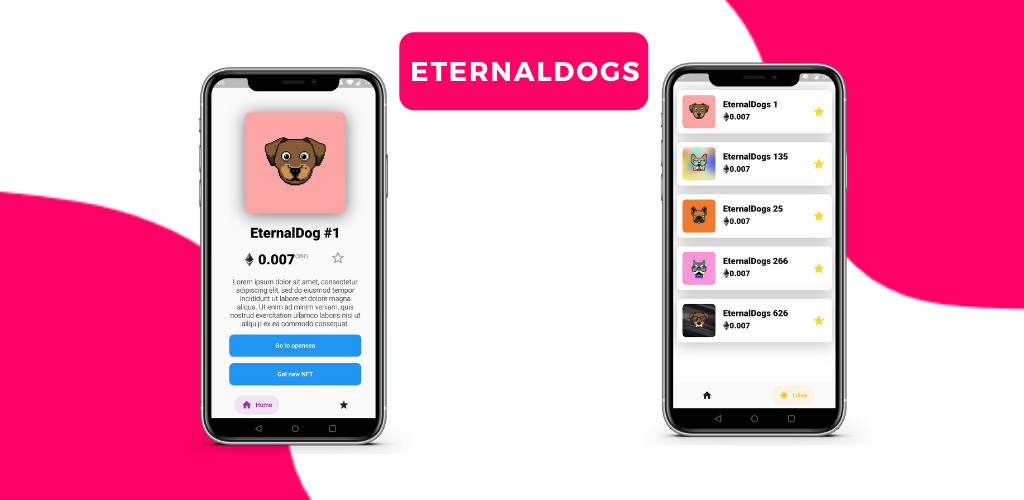 ETERNALDOGS
EternalDog #1
0.007
Lorem ipsum dolor sit amet, consectetur
adipiscing elit, sed do eiusmod tempor
incididunt ut labore et dolore magna
aliqua. Ut enim ad minim veniam, quis
nostrud exercitation ullamco laboris nisi ut
aliquip ex ea commodo consequat.
Go to opensea
Get new NFT
Home
EternalDogs 1
0.007
EternalDogs 135
0.007
EternalDogs 25
0.007
EternalDogs 266
0.007
EternalDogs 626
0.007
Likes